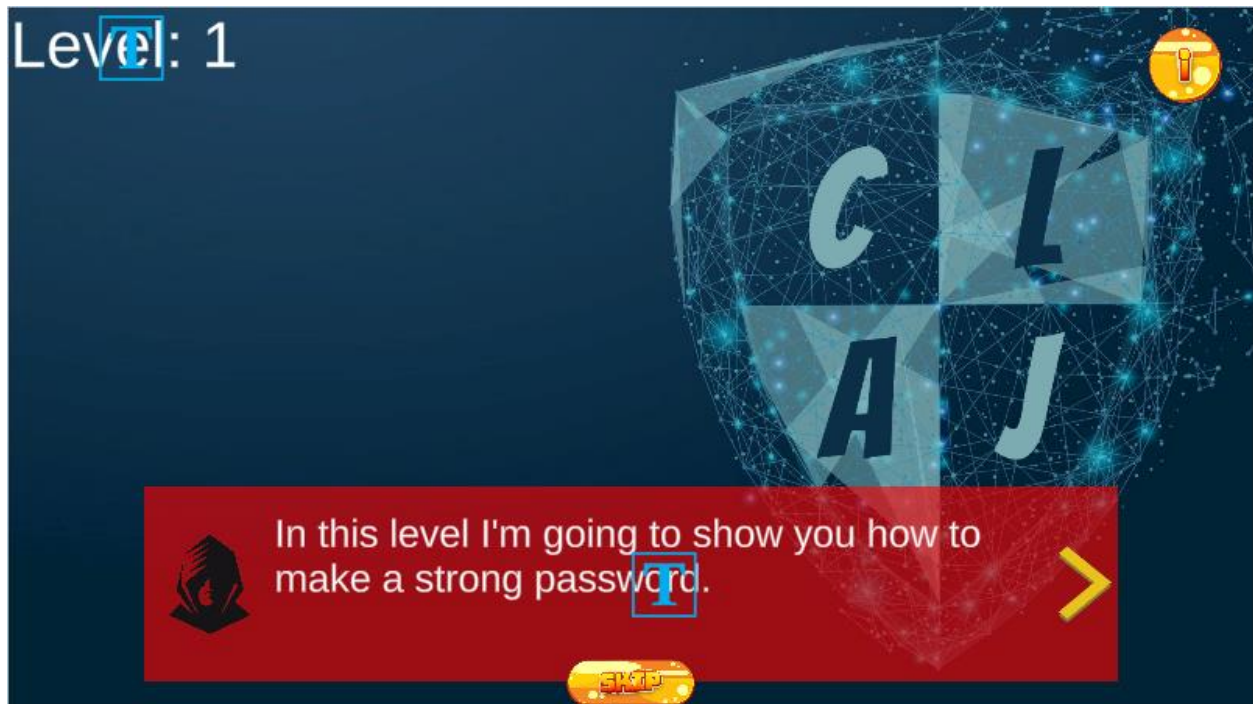 Level: 1
i
C L
A J
In this level I'm going to show you how to
make a strong password.
T
T
SKIP